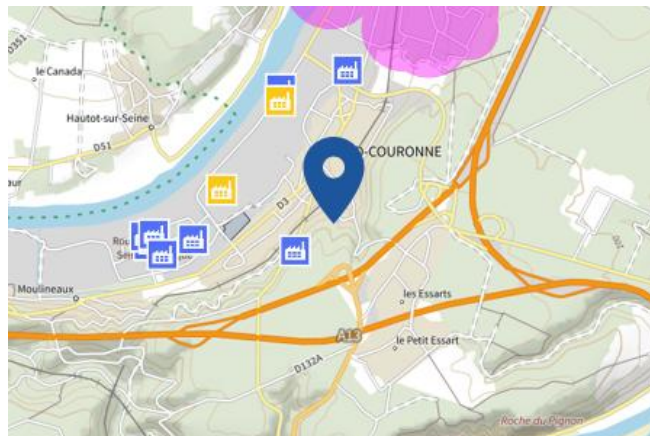 D351
le Canada
Hautot-sur-Seine
D51
D-COURONNE
D3
Moulineaux
les Essarts
A13
le Petit Essart
D132A
Roche du Pignon